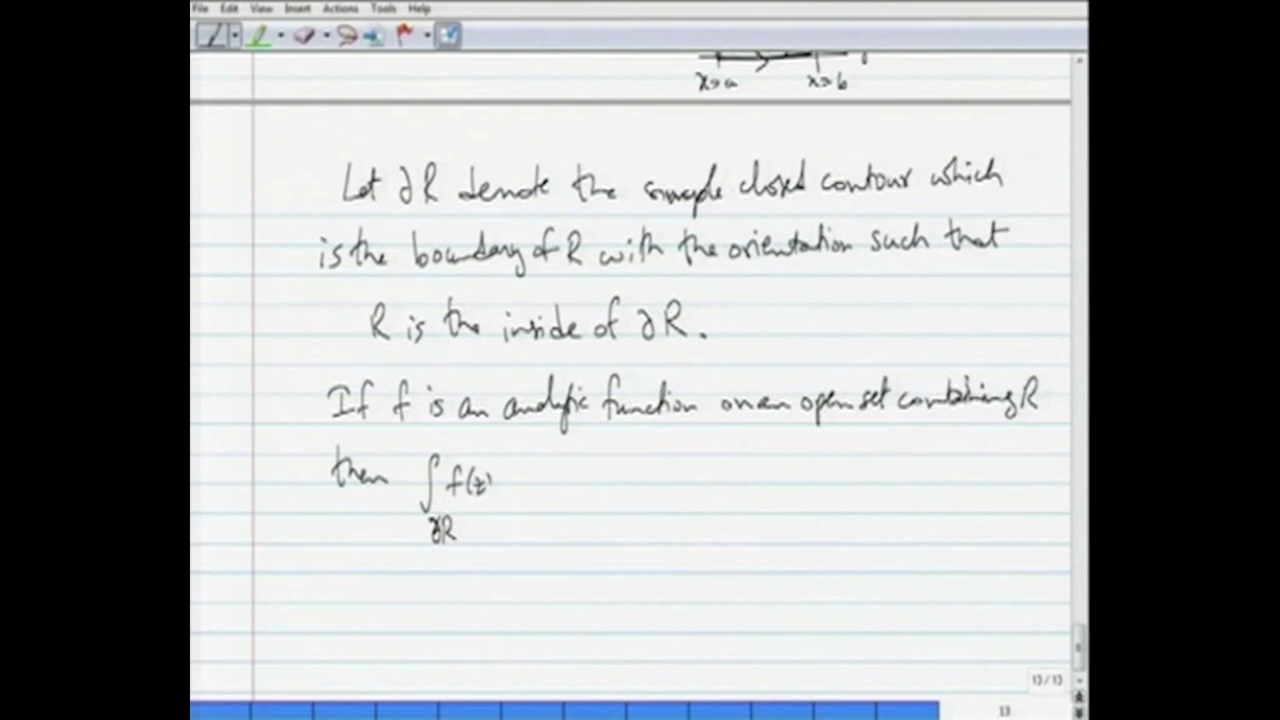 File Edit View Insert Actions Tools Help
x=a x=b
Let ∂R denote the simple closed contour which
is the boundary of R with the orientation such that
R is the inside of ∂R.
If f is an analytic function on an open set containing R
then ∫ f(z)
∂R
13/13
13